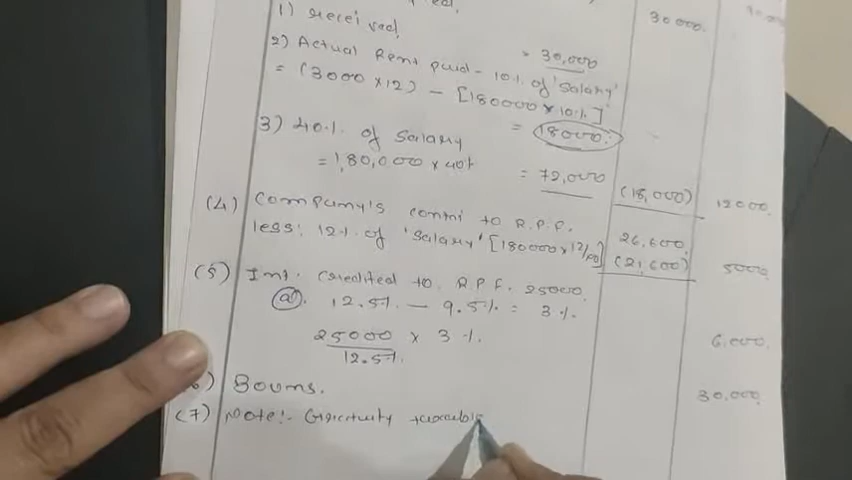 1) Received 30,000.
= 30,000
2) Actual Rent paid - 10% of 'Salary'
= (3000 x 12) - [180000 x 10%]
= 18000.
3) 40% of Salary
= 1,80,000 x 40% = 72,000
(18,000) 12000.
(4) Company's contri to R.P.F. 26,600.
less: 12% of 'Salary' [180000 x 12/100] (21,600) 5000
(5) Int. credited to R.P.F. 25000.
@. 12.5% - 9.5% = 3%
25000 x 3%. 6,000.
12.5%
6) Bouns. 30,000.
(7) Note:- Gractuity taxable